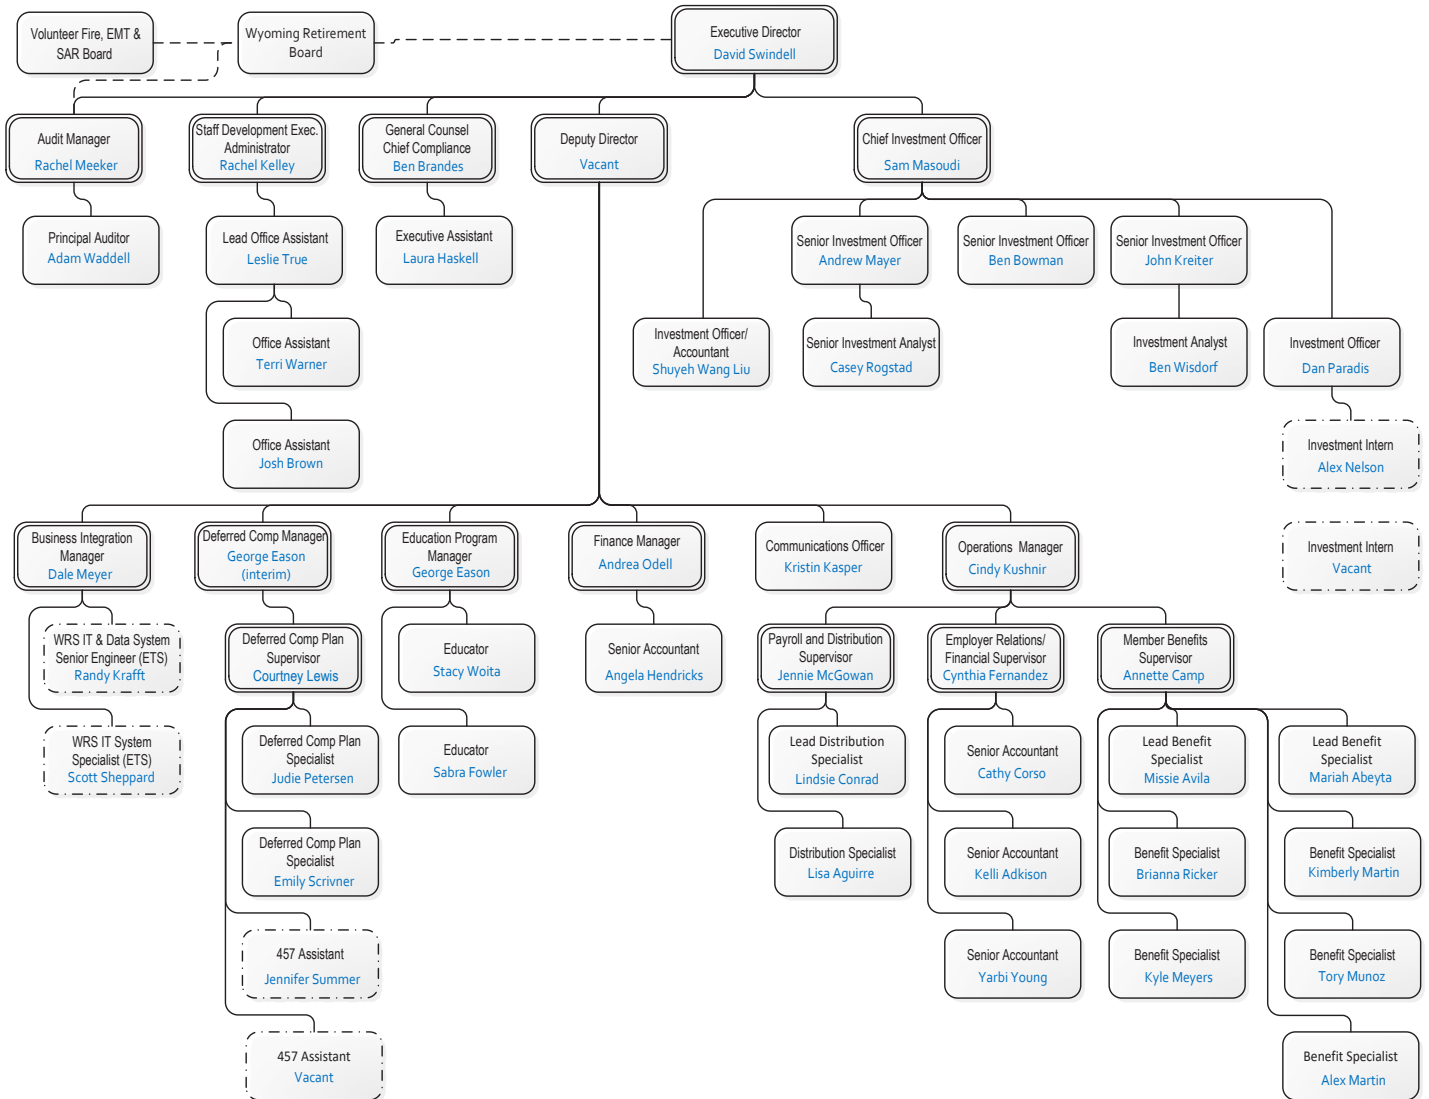 Volunteer Fire, EMT &
SAR Board
Wyoming Retirement
Board
Executive Director
David Swindell
Audit Manager
Rachel Meeker
Staff Development Exec.
Administrator
Rachel Kelley
General Counsel
Chief Compliance
Ben Brandes
Deputy Director
Vacant
Chief Investment Officer
Sam Masoudi
Principal Auditor
Adam Waddell
Lead Office Assistant
Leslie True
Executive Assistant
Laura Haskell
Senior Investment Officer
Andrew Mayer
Senior Investment Officer
Ben Bowman
Senior Investment Officer
John Kreiter
Office Assistant
Terri Warner
Investment Officer/
Accountant
Shuyeh Wang Liu
Senior Investment Analyst
Casey Rogstad
Investment Analyst
Ben Wisdorf
Investment Officer
Dan Paradis
Office Assistant
Josh Brown
Investment Intern
Alex Nelson
Business Integration
Manager
Dale Meyer
Deferred Comp Manager
George Eason
(interim)
Education Program
Manager
George Eason
Finance Manager
Andrea Odell
Communications Officer
Kristin Kasper
Operations Manager
Cindy Kushnir
Investment Intern
Vacant
WRS IT & Data System
Senior Engineer (ETS)
Randy Krafft
Deferred Comp Plan
Supervisor
Courtney Lewis
Educator
Stacy Woita
Senior Accountant
Angela Hendricks
Payroll and Distribution
Supervisor
Jennie McGowan
Employer Relations/
Financial Supervisor
Cynthia Fernandez
Member Benefits
Supervisor
Annette Camp
WRS IT System
Specialist (ETS)
Scott Sheppard
Deferred Comp Plan
Specialist
Judie Petersen
Educator
Sabra Fowler
Lead Distribution
Specialist
Lindsie Conrad
Senior Accountant
Cathy Corso
Lead Benefit
Specialist
Missie Avila
Lead Benefit
Specialist
Mariah Abeyta
Deferred Comp Plan
Specialist
Emily Scrivner
Distribution Specialist
Lisa Aguirre
Senior Accountant
Kelli Adkison
Benefit Specialist
Brianna Ricker
Benefit Specialist
Kimberly Martin
457 Assistant
Jennifer Summer
Senior Accountant
Yarbi Young
Benefit Specialist
Kyle Meyers
Benefit Specialist
Tory Munoz
457 Assistant
Vacant
Benefit Specialist
Alex Martin